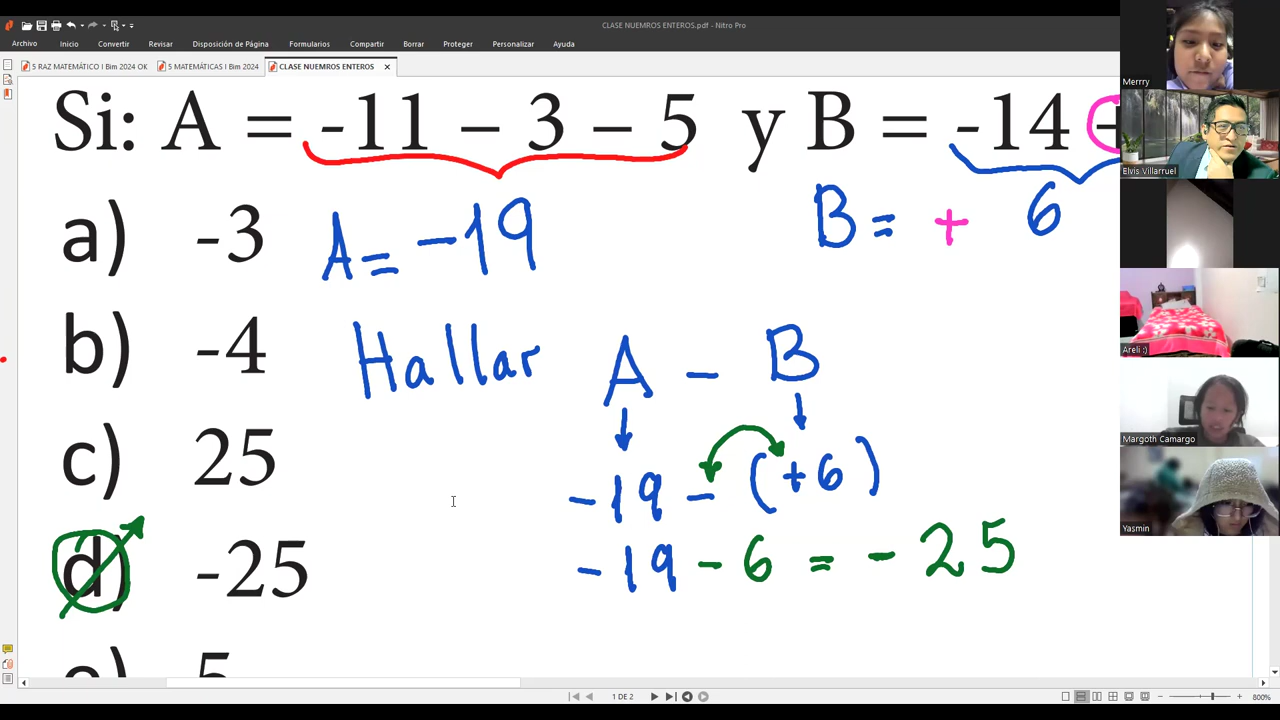 CLASE NUEMROS ENTEROS.pdf - Nitro Pro
Archivo Inicio Convertir Revisar Disposición de Página Formularios Compartir Borrar Proteger Personalizar Ayuda
5 RAZ MATEMÁTICO I Bim 2024 OK 5 MATEMÁTICAS I Bim 2024 CLASE NUEMROS ENTEROS
Si: A = -11 – 3 – 5 y B = -14 +
a) -3 A = -19 B = + 6
b) -4 Hallar A - B
c) 25 -19 - (+6)
d) -25 -19 - 6 = -25
e) 5
1 DE 2
800%
Merrry
Elvis Villarruel
Areli :)
Margoth Camargo
Yasmin